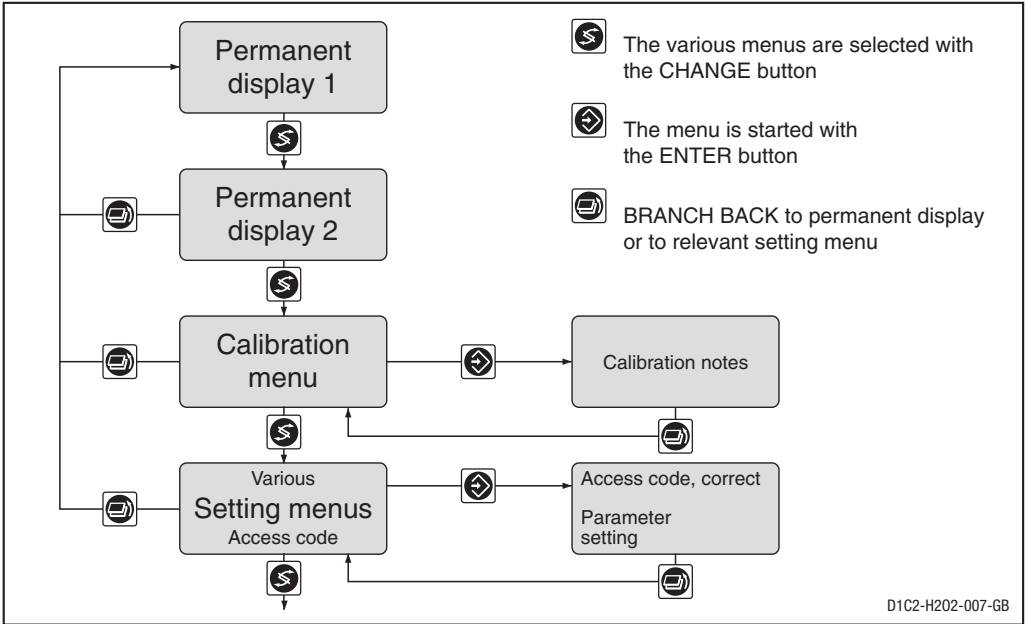 Permanent
display 1
The various menus are selected with
the CHANGE button
The menu is started with
the ENTER button
Permanent
display 2
BRANCH BACK to permanent display
or to relevant setting menu
Calibration
menu
Calibration notes
Various
Setting menus
Access code
Access code, correct
Parameter
setting
D1C2-H202-007-GB